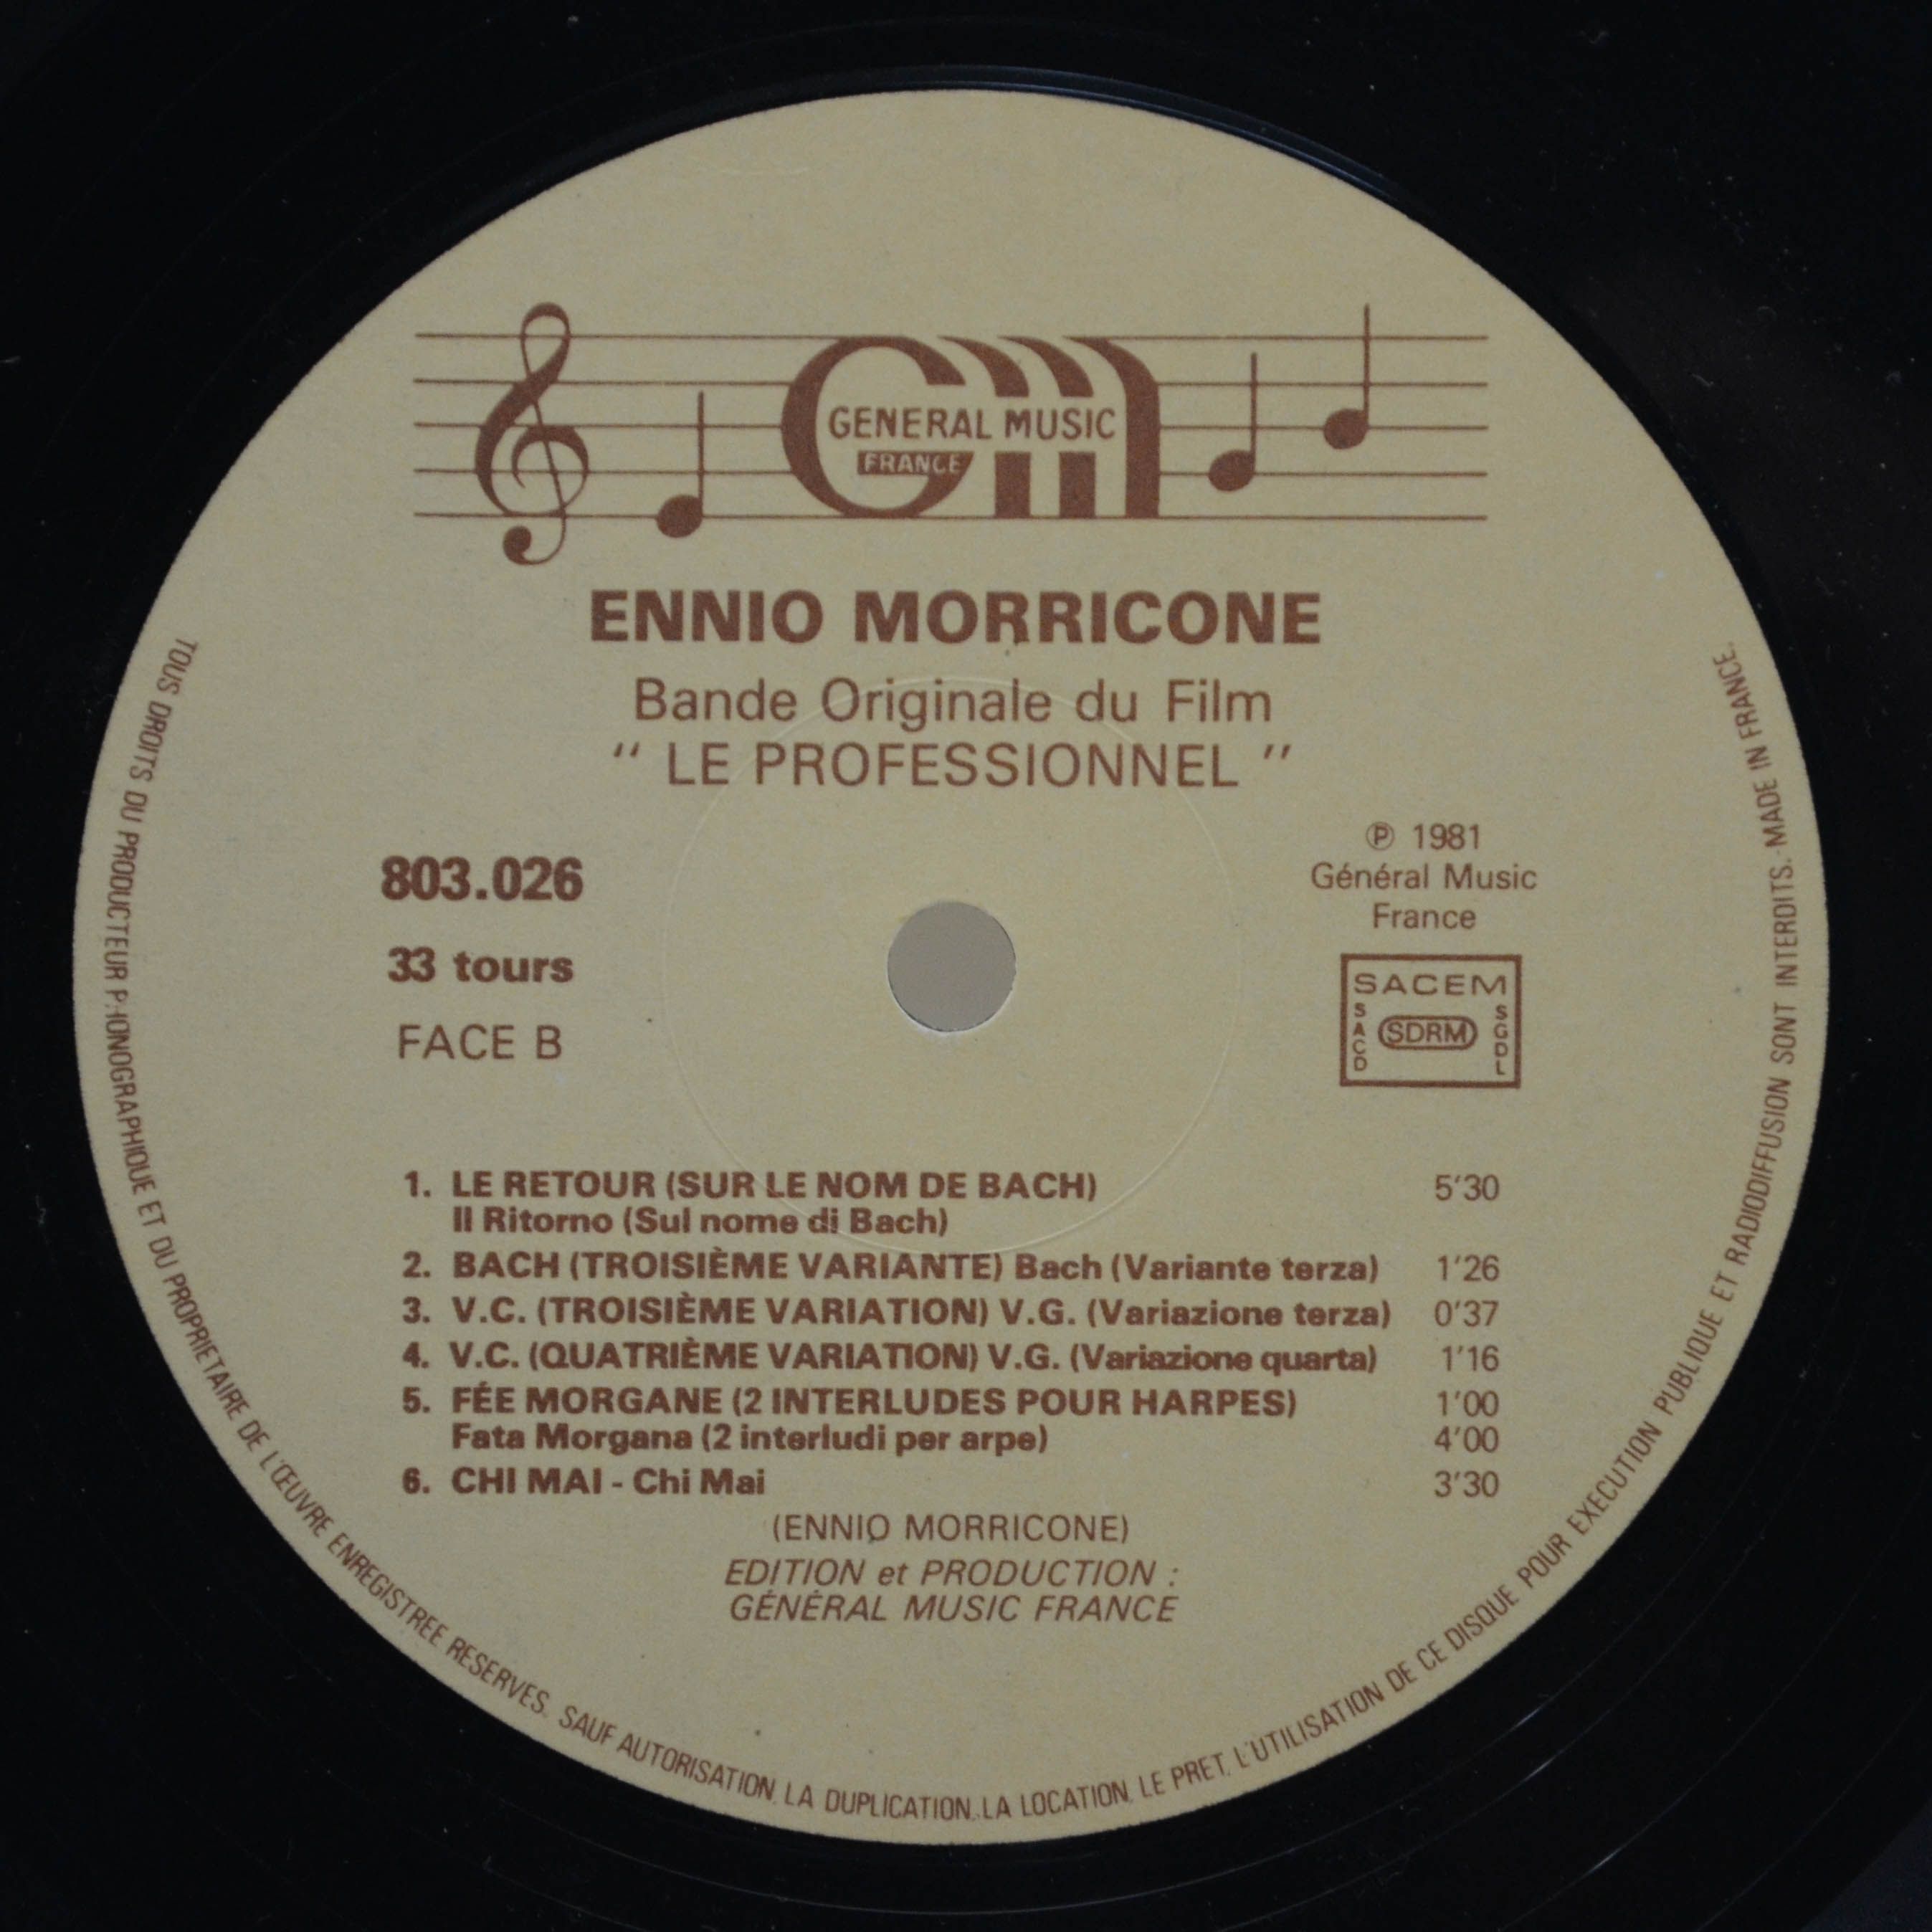 GENERAL MUSIC
FRANCE
ENNIO MORRICONE
Bande Originale du Film
" LE PROFESSIONNEL "
803.026
33 tours
FACE B
℗ 1981
Général Music
France
SACEM
SACD
SDRM
SGDL
1. LE RETOUR (SUR LE NOM DE BACH) 5'30
Il Ritorno (Sul nome di Bach)
2. BACH (TROISIÈME VARIANTE) Bach (Variante terza) 1'26
3. V.C. (TROISIÈME VARIATION) V.G. (Variazione terza) 0'37
4. V.C. (QUATRIÈME VARIATION) V.G. (Variazione quarta) 1'16
5. FÉE MORGANE (2 INTERLUDES POUR HARPES) 1'00
Fata Morgana (2 interludi per arpe) 4'00
6. CHI MAI - Chi Mai 3'30
(ENNIO MORRICONE)
EDITION et PRODUCTION :
GÉNÉRAL MUSIC FRANCE
TOUS DROITS DU PRODUCTEUR PHONOGRAPHIQUE ET DU PROPRIETAIRE DE L'ŒUVRE ENREGISTREE RESERVES. SAUF AUTORISATION, LA DUPLICATION, LA LOCATION, LE PRET, L'UTILISATION DE CE DISQUE POUR EXECUTION PUBLIQUE ET RADIODIFFUSION SONT INTERDITS.-MADE IN FRANCE.